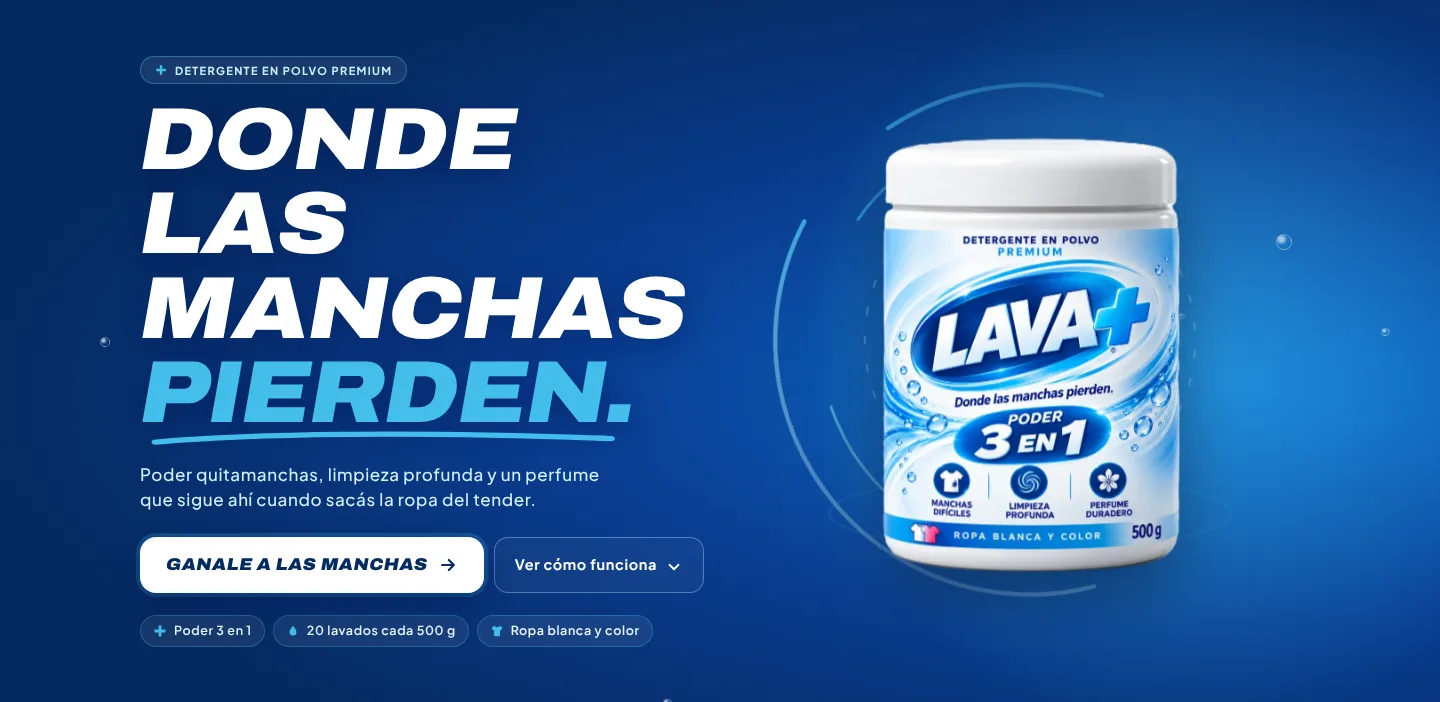 DETERGENTE EN POLVO PREMIUM
DONDE
LAS
MANCHAS
PIERDEN.
Poder quitamanchas, limpieza profunda y un perfume
que sigue ahí cuando sacás la ropa del tender.
GANALE A LAS MANCHAS
Ver cómo funciona
Poder 3 en 1
20 lavados cada 500 g
Ropa blanca y color
DETERGENTE EN POLVO
PREMIUM
LAVA+
®
Donde las manchas pierden.
PODER
3 EN 1
MANCHAS
DIFÍCILES
LIMPIEZA
PROFUNDA
PERFUME
DURADERO
ROPA BLANCA Y COLOR
500 g